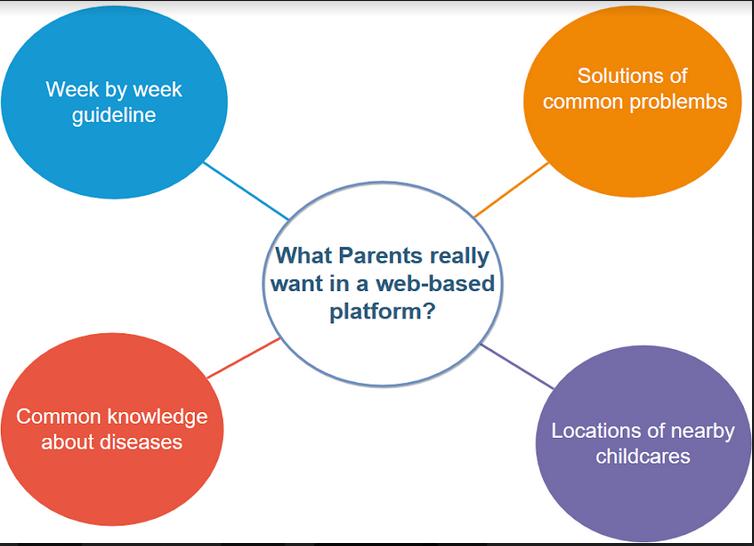 Week by week
guideline
Solutions of
common problembs
What Parents really
want in a web-based
platform?
Common knowledge
about diseases
Locations of nearby
childcares